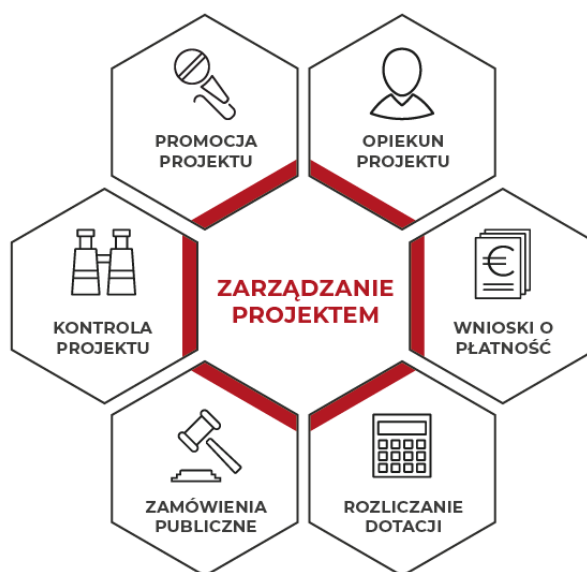 PROMOCJA
PROJEKTU
OPIEKUN
PROJEKTU
KONTROLA
PROJEKTU
ZARZĄDZANIE
PROJEKTEM
€
WNIOSKI O
PŁATNOŚĆ
ZAMÓWIENIA
PUBLICZNE
ROZLICZANIE
DOTACJI